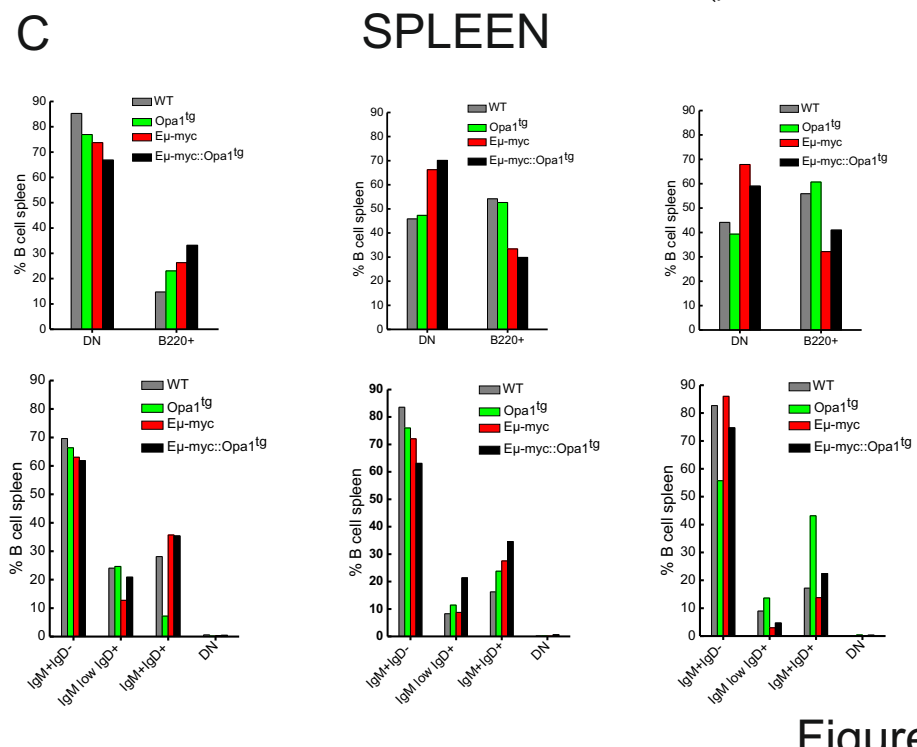 C SPLEEN
% B cell spleen
90
80
70
60
50
40
30
20
10
0
WT
Opa1tg
Eμ-myc
Eμ-myc::Opa1tg
DN B220+
% B cell spleen
90
80
70
60
50
40
30
20
10
0
WT
Opa1tg
Eμ-myc
Eμ-myc::Opa1tg
DN B220+
% B cell spleen
90
80
70
60
50
40
30
20
10
0
WT
Opa1tg
Eμ-myc
Eμ-myc::Opa1tg
DN B220+
% B cell spleen
90
80
70
60
50
40
30
20
10
0
WT
Opa1tg
Eμ-myc
Eμ-myc::Opa1tg
IgM+IgD- IgM low IgD+ IgM+IgD+ DN
% B cell spleen
90
80
70
60
50
40
30
20
10
0
WT
Opa1tg
Eμ-myc
Eμ-myc::Opa1tg
IgM+IgD- IgM low IgD+ IgM+IgD+ DN
% B cell spleen
90
80
70
60
50
40
30
20
10
0
WT
Opa1tg
Eμ-myc
Eμ-myc::Opa1tg
IgM+IgD- IgM low IgD+ IgM+IgD+ DN
Figure